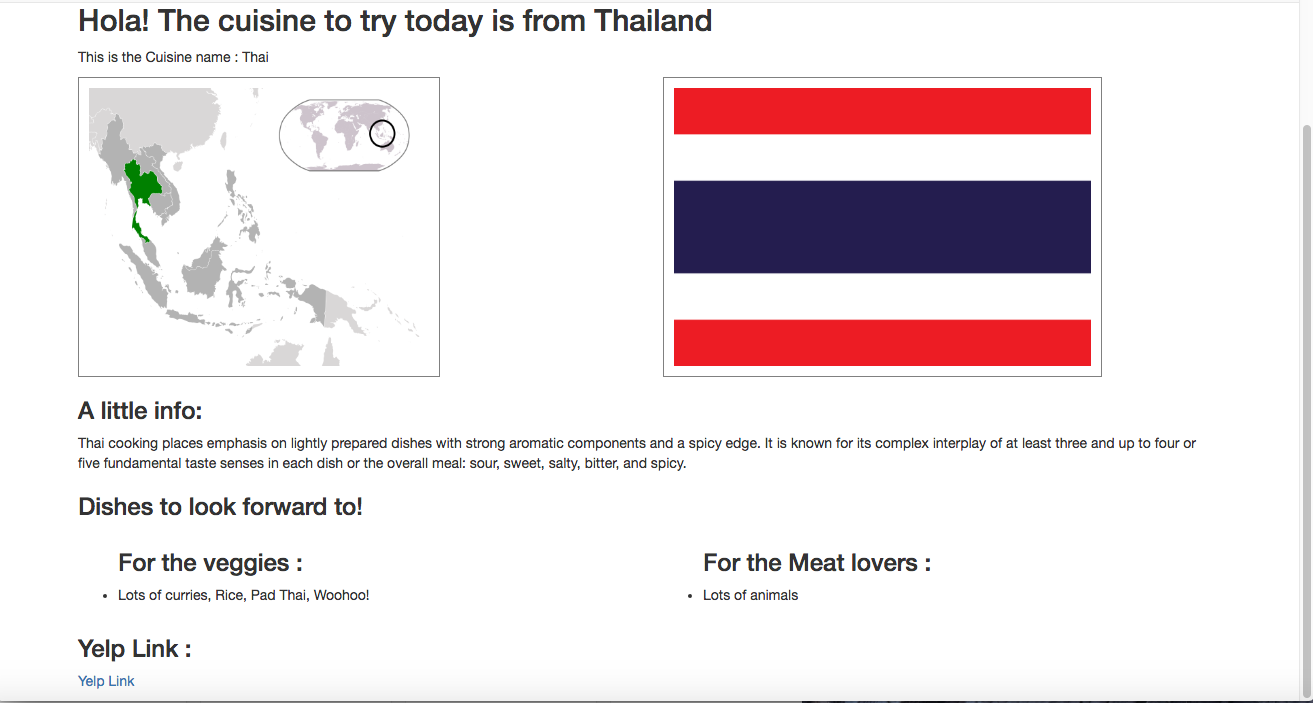 Hola! The cuisine to try today is from Thailand
This is the Cuisine name : Thai
A little info:
Thai cooking places emphasis on lightly prepared dishes with strong aromatic components and a spicy edge. It is known for its complex interplay of at least three and up to four or
five fundamental taste senses in each dish or the overall meal: sour, sweet, salty, bitter, and spicy.
Dishes to look forward to!
For the veggies :
• Lots of curries, Rice, Pad Thai, Woohoo!
For the Meat lovers :
• Lots of animals
Yelp Link :
Yelp Link